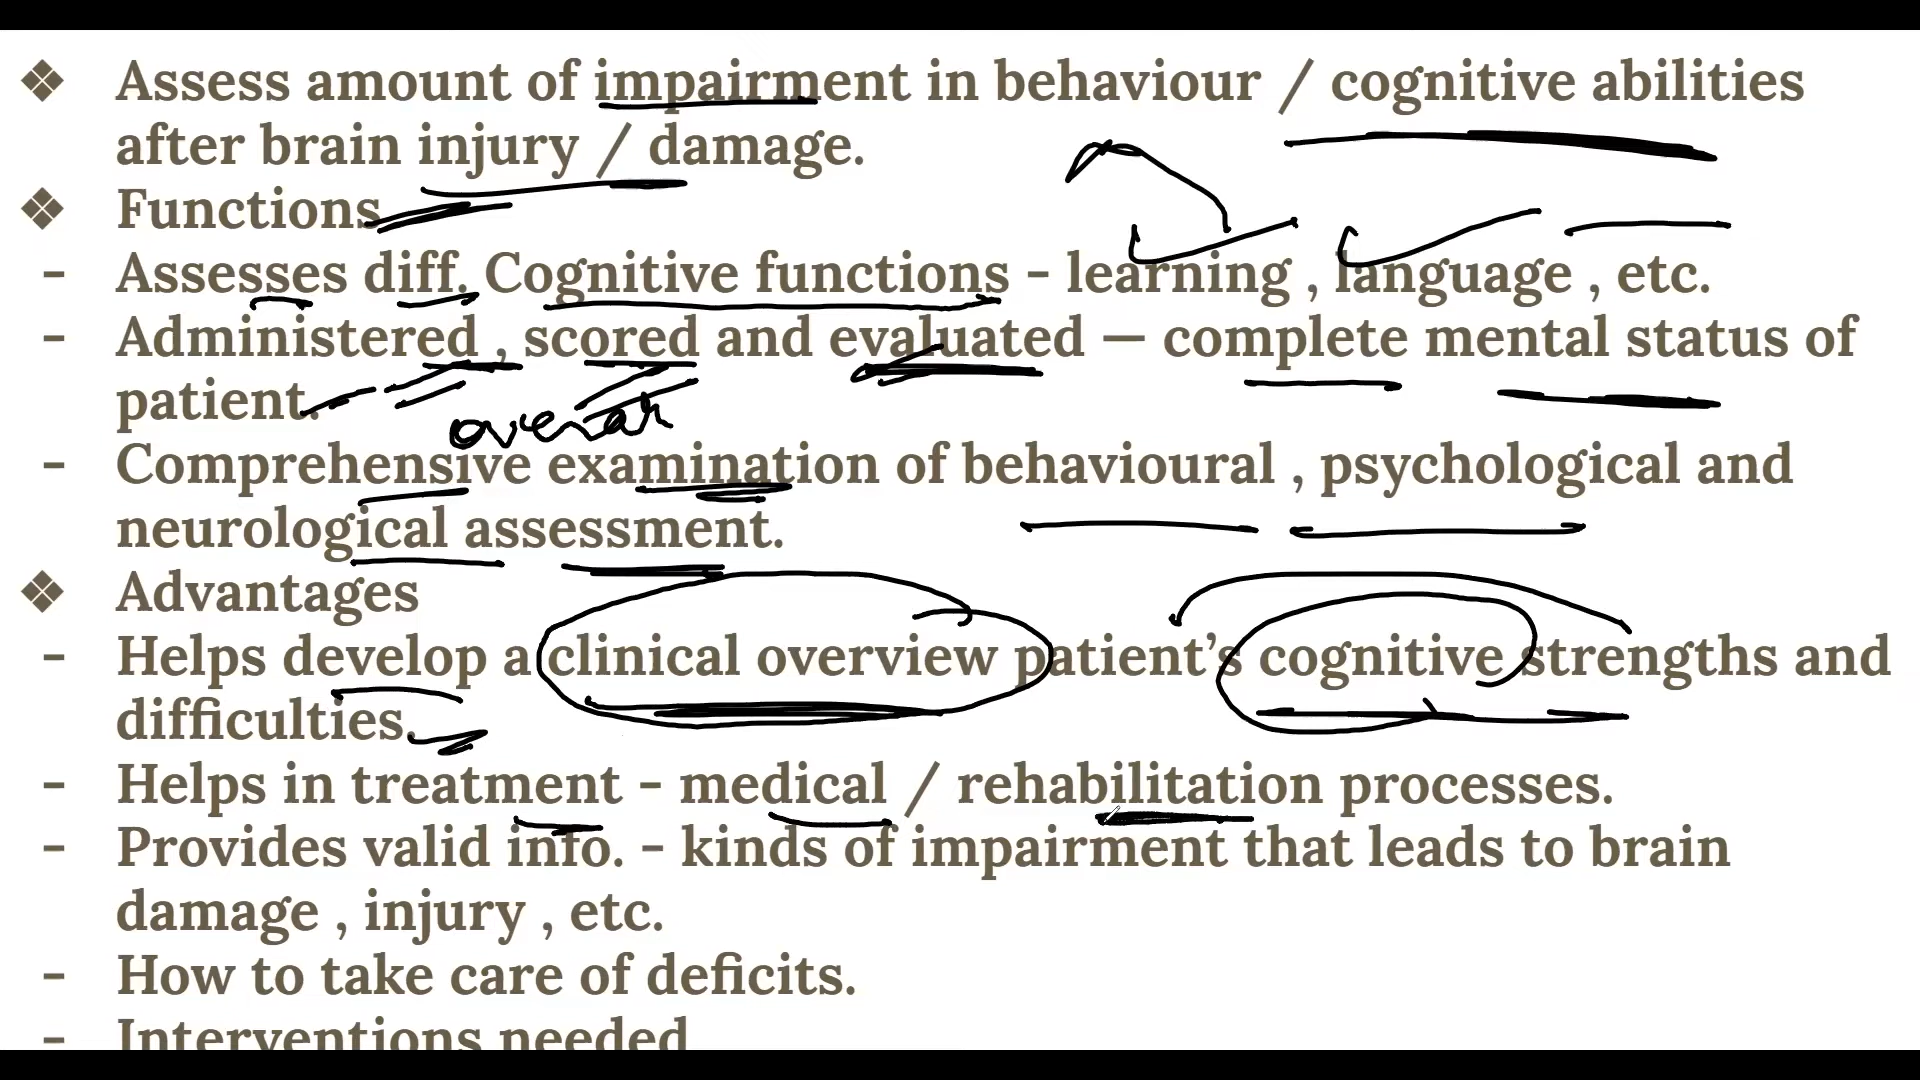 ❖ Assess amount of impairment in behaviour / cognitive abilities
after brain injury / damage.
❖ Functions
- Assesses diff. Cognitive functions - learning , language , etc.
- Administered , scored and evaluated — complete mental status of
patient.
overall
- Comprehensive examination of behavioural , psychological and
neurological assessment.
❖ Advantages
- Helps develop a clinical overview patient’s cognitive strengths and
difficulties.
- Helps in treatment - medical / rehabilitation processes.
- Provides valid info. - kinds of impairment that leads to brain
damage , injury , etc.
- How to take care of deficits.
- Interventions needed